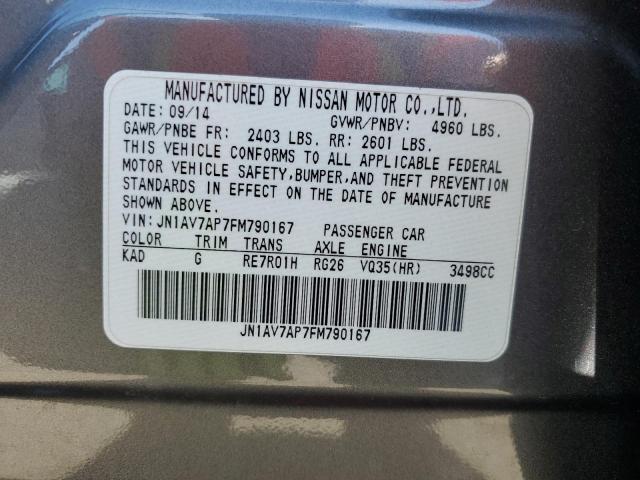 MANUFACTURED BY NISSAN MOTOR CO.,LTD.
DATE: 09/14 GVWR/PNBV: 4960 LBS.
GAWR/PNBE FR: 2403 LBS. RR: 2601 LBS.
THIS VEHICLE CONFORMS TO ALL APPLICABLE FEDERAL
MOTOR VEHICLE SAFETY,BUMPER,AND THEFT PREVENTION
STANDARDS IN EFFECT ON THE DATE OF MANUFACTURE
SHOWN ABOVE.
VIN: JN1AV7AP7FM790167 PASSENGER CAR
COLOR TRIM TRANS AXLE ENGINE
KAD G RE7R01H RG26 VQ35(HR) 3498CC
JN1AV7AP7FM790167